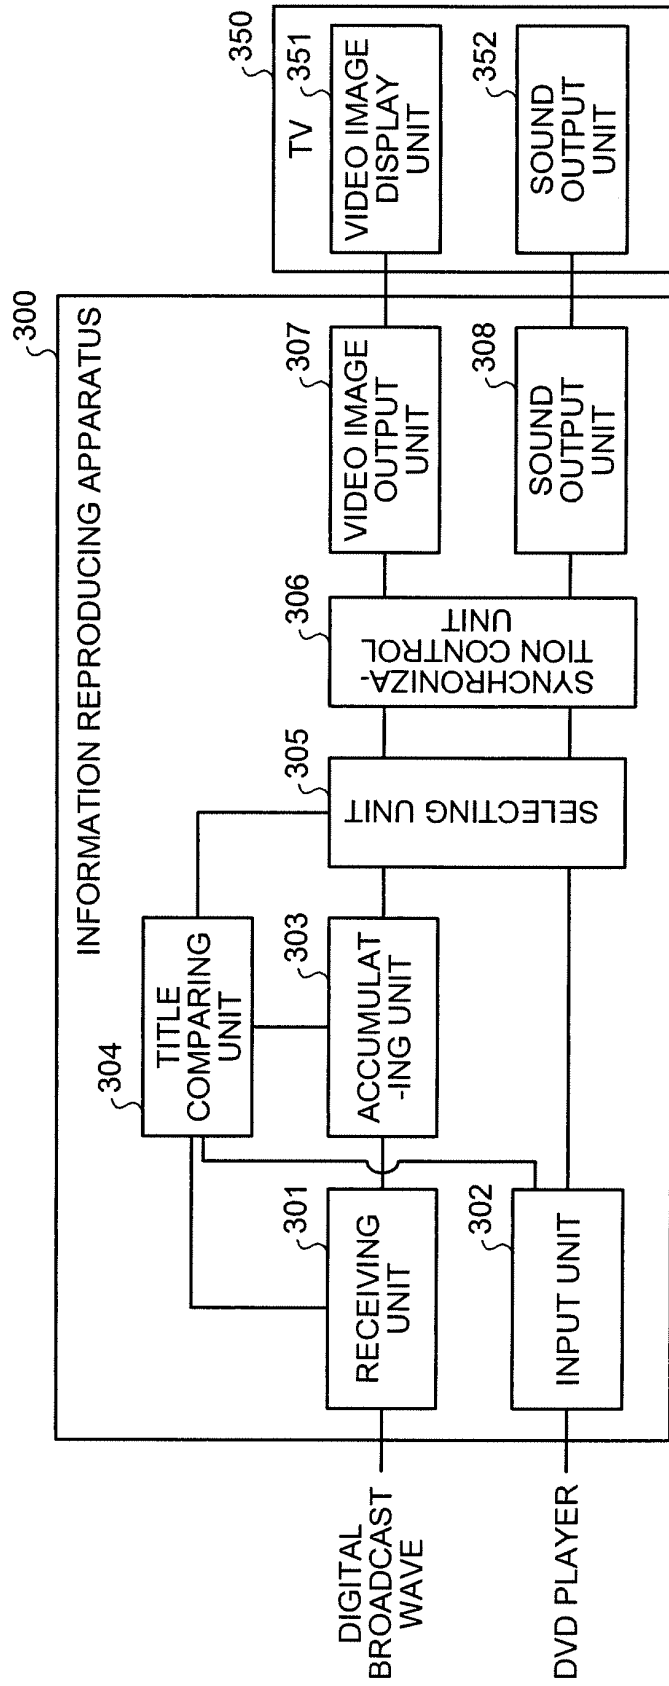 300
INFORMATION REPRODUCING APPARATUS
350
TV
304
TITLE
COMPARING
UNIT
DIGITAL
BROADCAST
WAVE
301
RECEIVING
UNIT
303
ACCUMULAT
-ING UNIT
305
SELECTING UNIT
306
SYNCHRONIZA-
TION CONTROL
UNIT
307
VIDEO IMAGE
OUTPUT
UNIT
351
VIDEO IMAGE
DISPLAY
UNIT
DVD PLAYER
302
INPUT UNIT
308
SOUND
OUTPUT
UNIT
352
SOUND
OUTPUT
UNIT